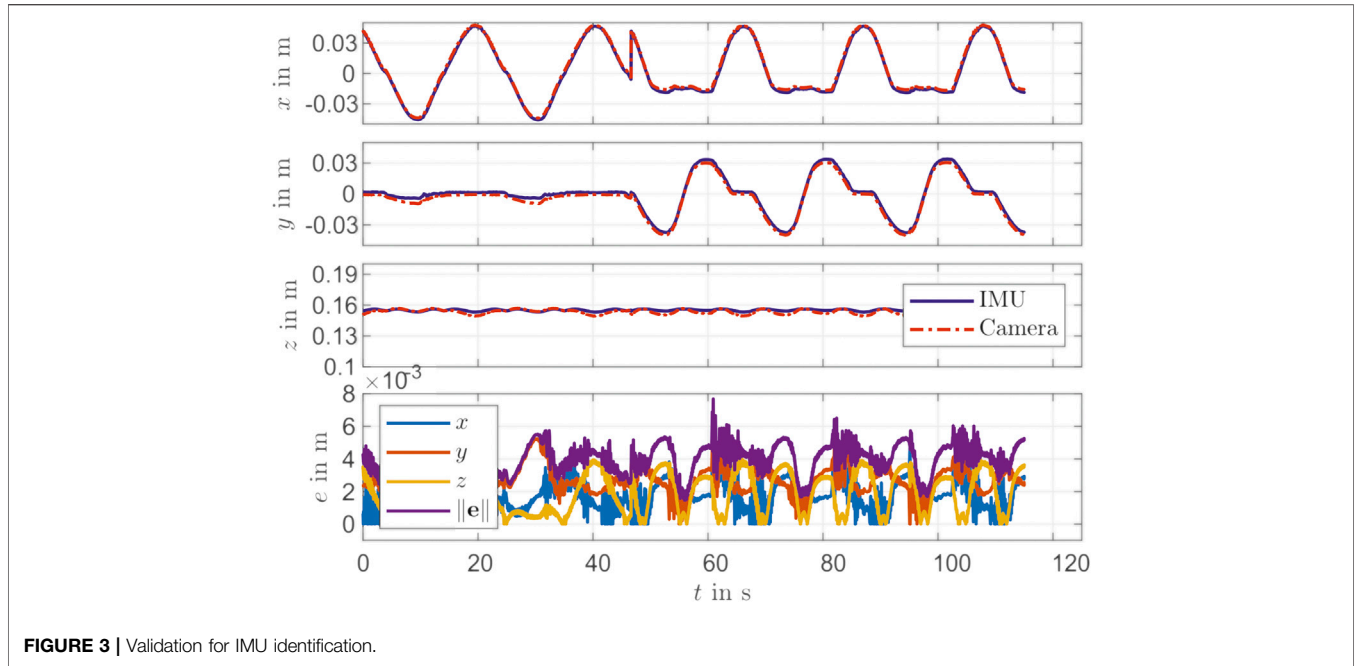 0.03
0
-0.03
x in m
0.03
0
-0.03
y in m
0.19
0.16
0.13
0.1
z in m
IMU
Camera
×10⁻³
8
6
4
2
0
e in m
x
y
z
‖e‖
0 20 40 60 80 100 120
t in s
FIGURE 3 | Validation for IMU identification.